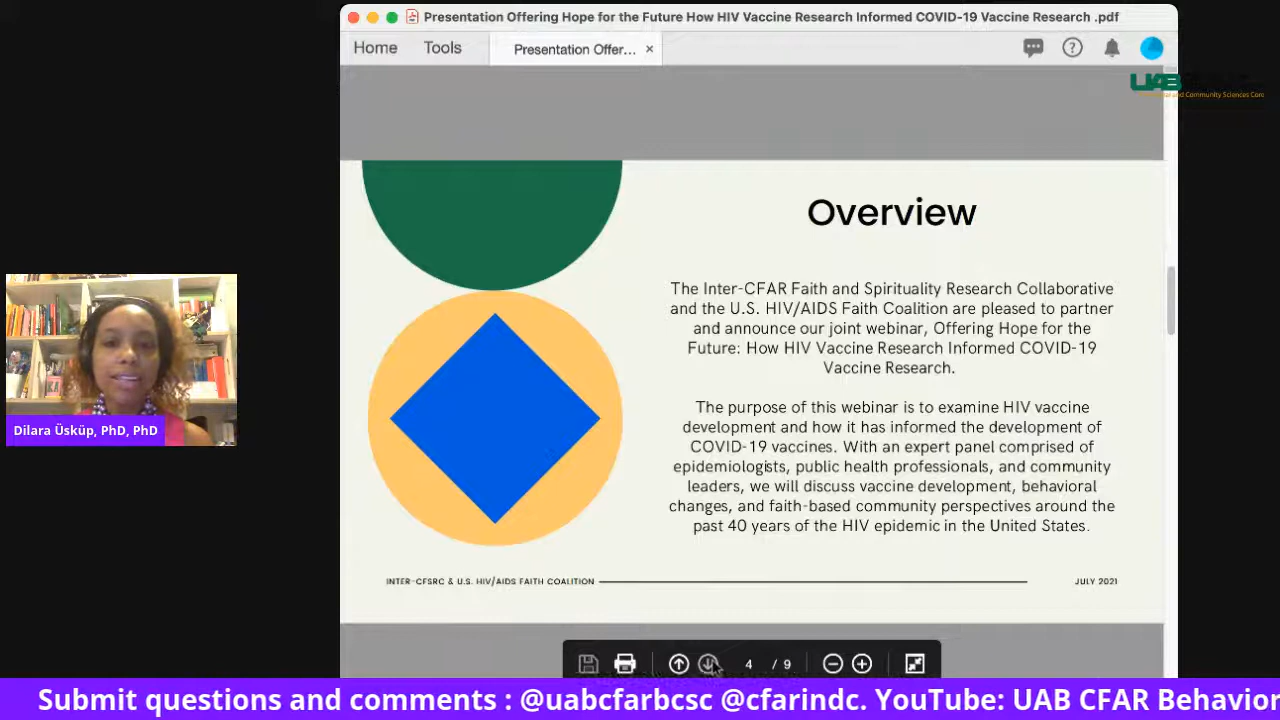 Presentation Offering Hope for the Future How HIV Vaccine Research Informed COVID-19 Vaccine Research .pdf
Home Tools Presentation Offer... ×
UAB
and Community Sciences Core
Overview
The Inter-CFAR Faith and Spirituality Research Collaborative
and the U.S. HIV/AIDS Faith Coalition are pleased to partner
and announce our joint webinar, Offering Hope for the
Future: How HIV Vaccine Research Informed COVID-19
Vaccine Research.
The purpose of this webinar is to examine HIV vaccine
development and how it has informed the development of
COVID-19 vaccines. With an expert panel comprised of
epidemiologists, public health professionals, and community
leaders, we will discuss vaccine development, behavioral
changes, and faith-based community perspectives around the
past 40 years of the HIV epidemic in the United States.
Dilara Üsküp, PhD, PhD
INTER-CFSRC & U.S. HIV/AIDS FAITH COALITION JULY 2021
4 / 9
Submit questions and comments : @uabcfarbcsc @cfarindc. YouTube: UAB CFAR Behavior